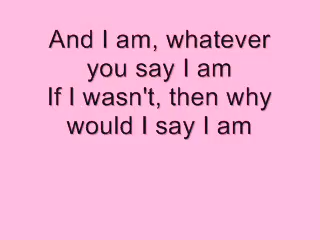 And I am, whatever
you say I am
If I wasn't, then why
would I say I am